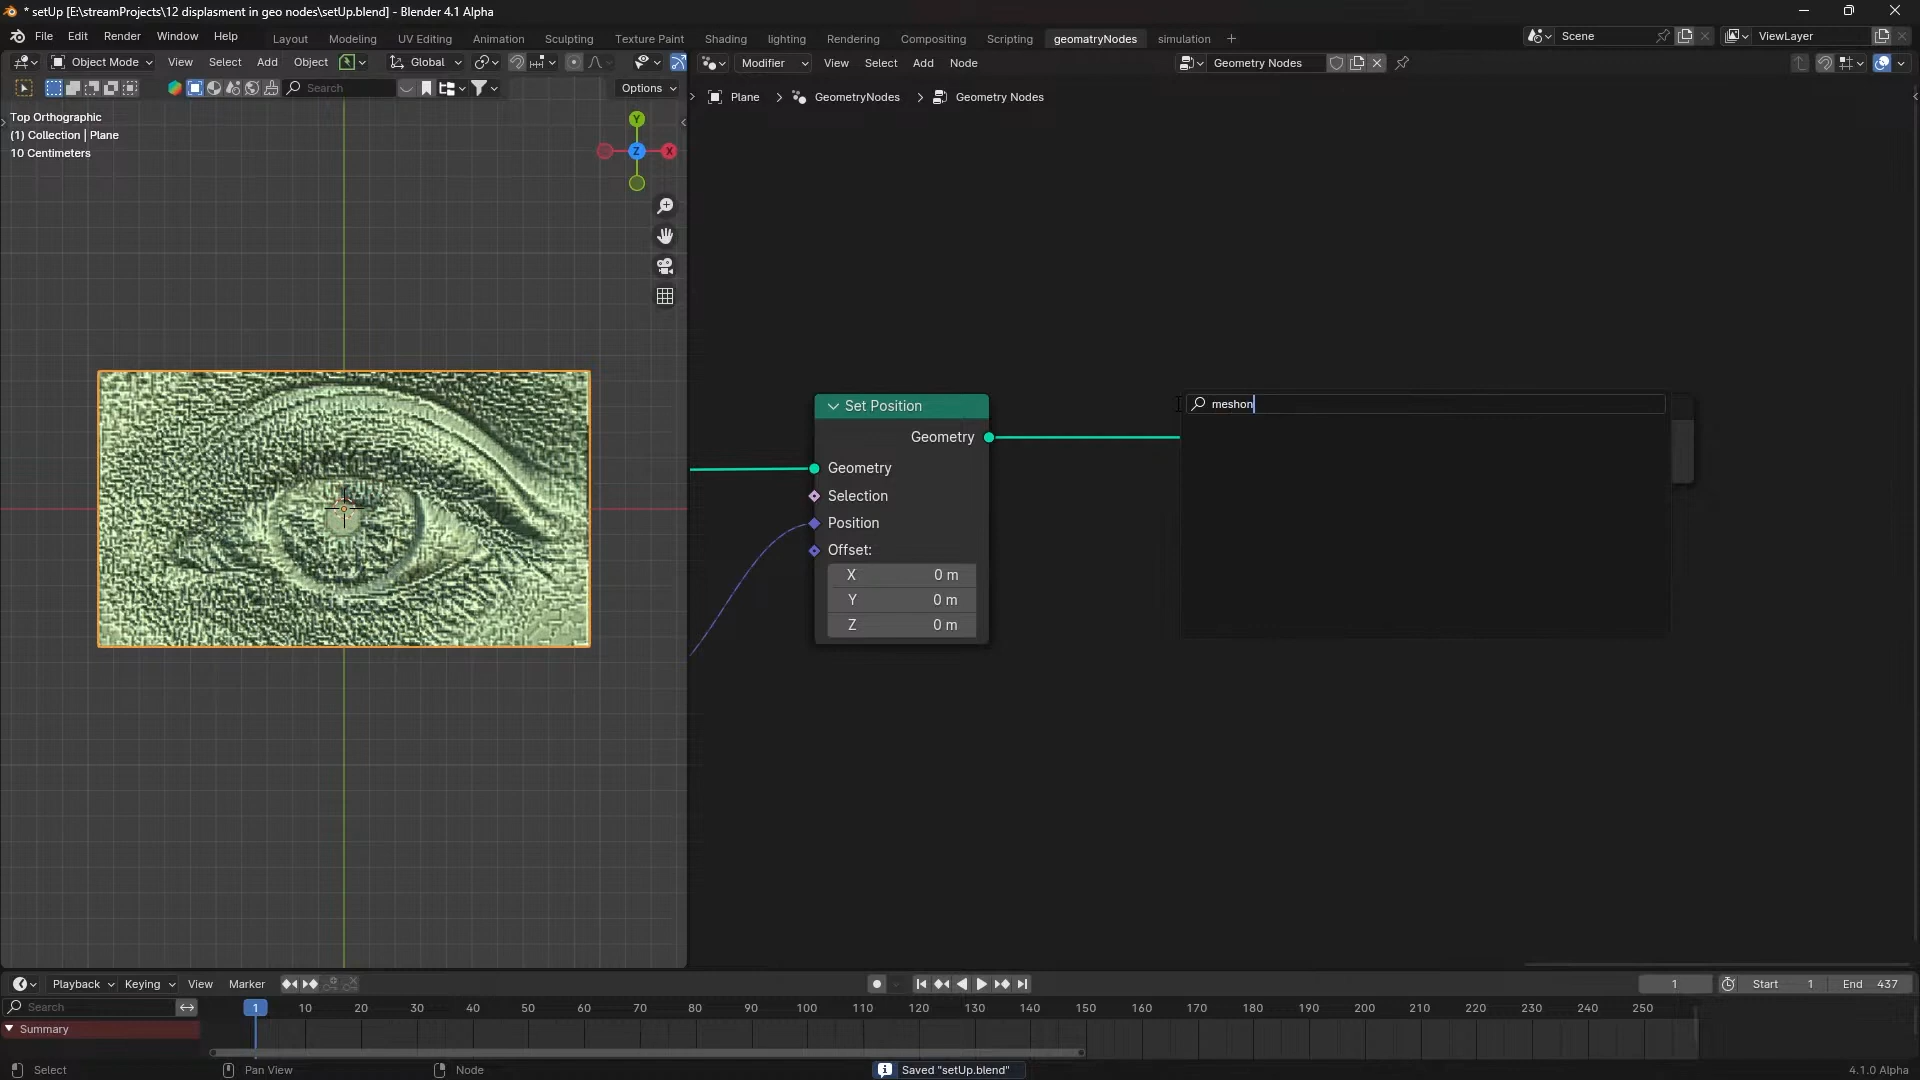 * setUp [E:\streamProjects\12 displasment in geo nodes\setUp.blend] - Blender 4.1 Alpha
File Edit Render Window Help Layout Modeling UV Editing Animation Sculpting Texture Paint Shading lighting Rendering Compositing Scripting geomatryNodes simulation + Scene ViewLayer
Object Mode View Select Add Object Global Modifier View Select Add Node Geometry Nodes
Search Options
Plane > GeometryNodes > Geometry Nodes
Top Orthographic
(1) Collection | Plane
10 Centimeters
Y
Z X
meshon
Set Position
Geometry
Geometry
Selection
Position
Offset:
X 0 m
Y 0 m
Z 0 m
Playback Keying View Marker 1 Start 1 End 437
Search 1 10 20 30 40 50 60 70 80 90 100 110 120 130 140 150 160 170 180 190 200 210 220 230 240 250
Summary
Select Pan View Node Saved "setUp.blend" 4.1.0 Alpha